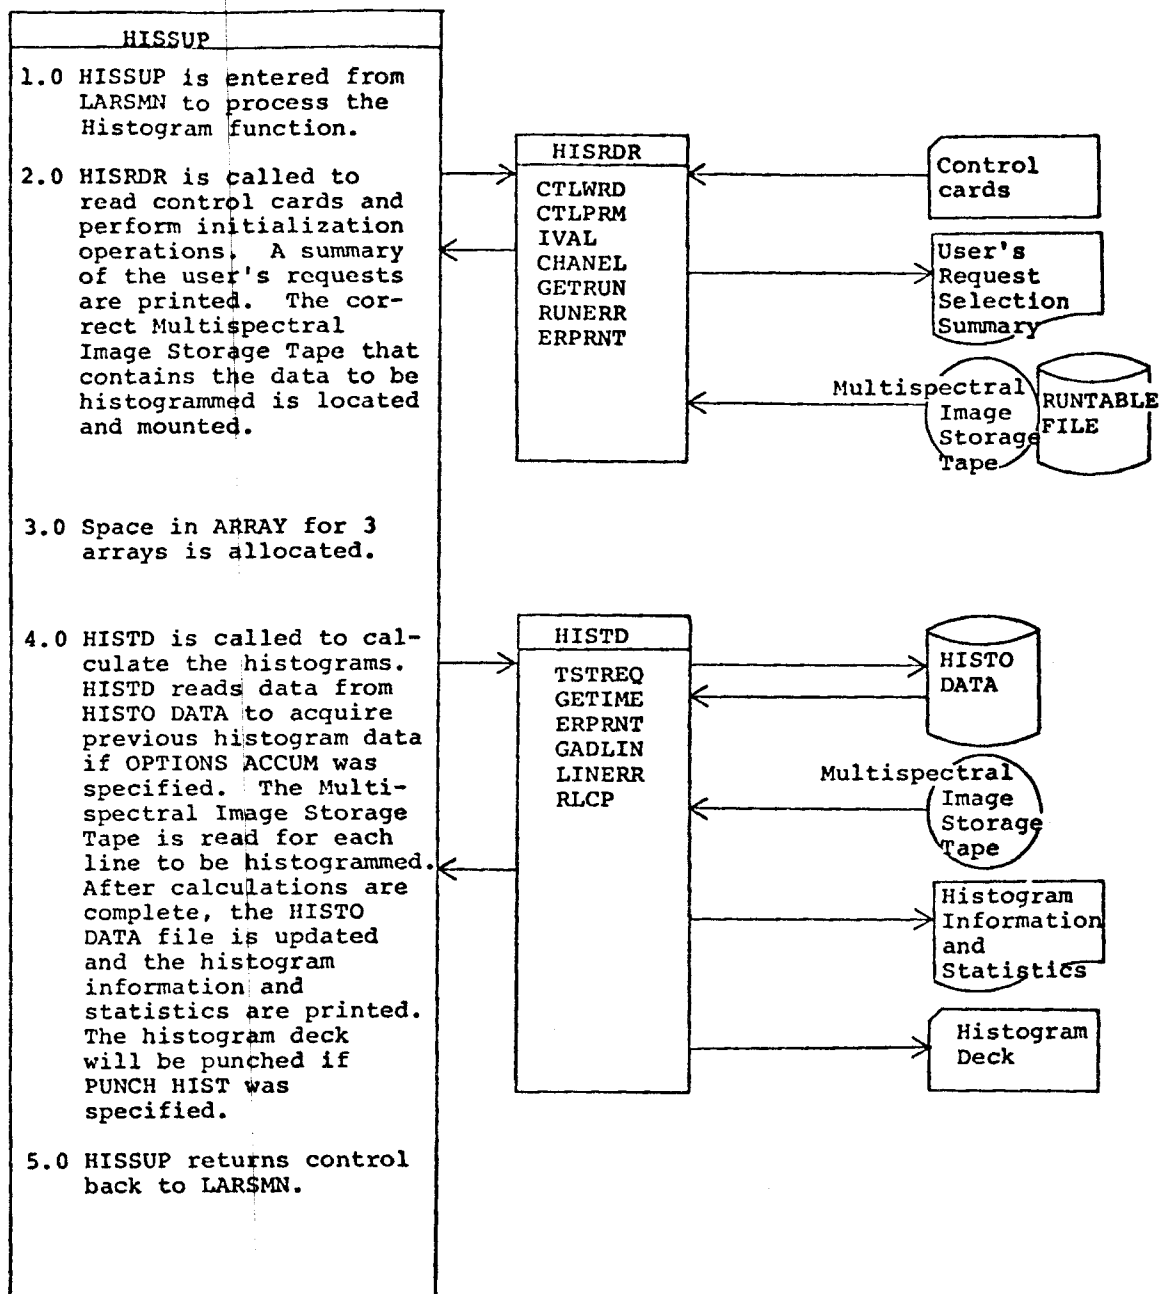 HISSUP
1.0 HISSUP is entered from
LARSMN to process the
Histogram function.
2.0 HISRDR is called to
read control cards and
perform initialization
operations. A summary
of the user's requests
are printed. The cor-
rect Multispectral
Image Storage Tape that
contains the data to be
histogrammed is located
and mounted.
3.0 Space in ARRAY for 3
arrays is allocated.
4.0 HISTD is called to cal-
culate the histograms.
HISTD reads data from
HISTO DATA to acquire
previous histogram data
if OPTIONS ACCUM was
specified. The Multi-
spectral Image Storage
Tape is read for each
line to be histogrammed.
After calculations are
complete, the HISTO
DATA file is updated
and the histogram
information and
statistics are printed.
The histogram deck
will be punched if
PUNCH HIST was
specified.
5.0 HISSUP returns control
back to LARSMN.
HISRDR
CTLWRD
CTLPRM
IVAL
CHANEL
GETRUN
RUNERR
ERPRNT
Control
cards
User's
Request
Selection
Summary
Multispectral
Image
Storage
Tape
RUNTABLE
FILE
HISTD
TSTREQ
GETIME
ERPRNT
GADLIN
LINERR
RLCP
HISTO
DATA
Multispectral
Image
Storage
Tape
Histogram
Information
and
Statistics
Histogram
Deck